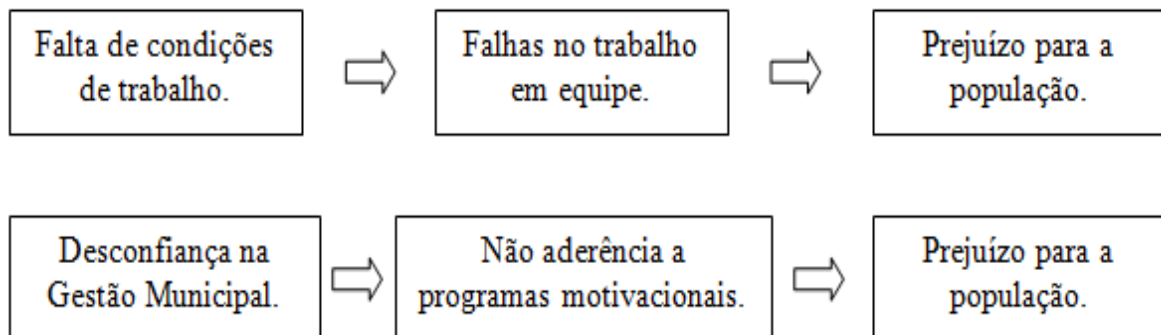 Falta de condições
de trabalho.
Falhas no trabalho
em equipe.
Prejuízo para a
população.
Desconfiança na
Gestão Municipal.
Não aderência a
programas motivacionais.
Prejuízo para a
população.